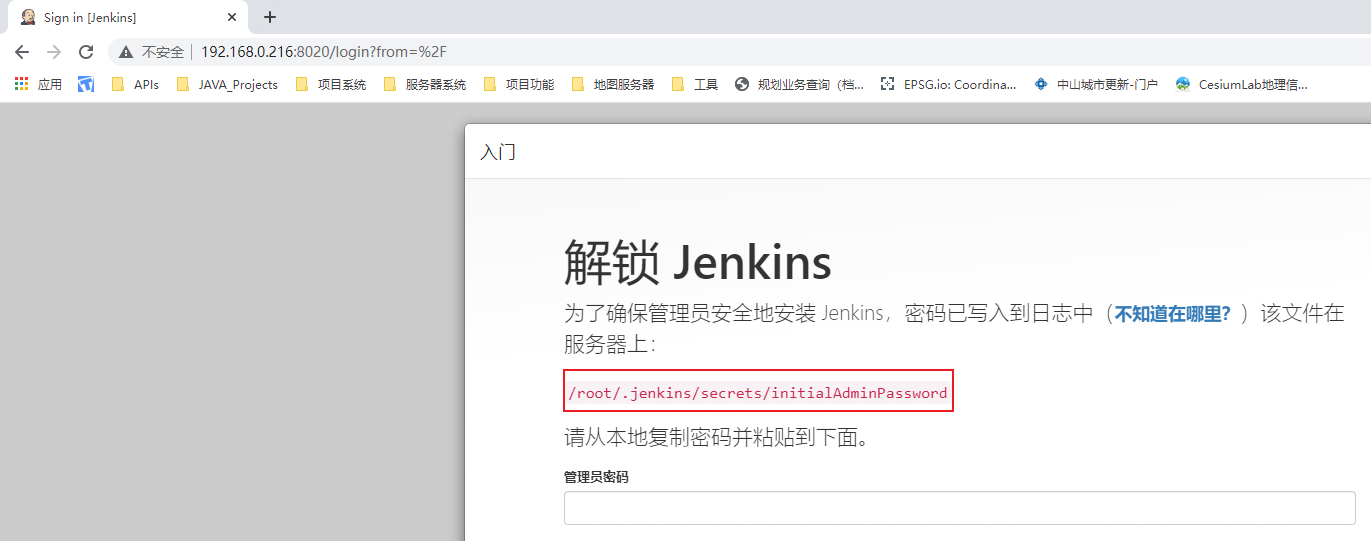 Sign in [Jenkins]
不安全 192.168.0.216:8020/login?from=%2F
应用 APIs JAVA_Projects 项目系统 服务器系统 项目功能 地图服务器 工具 规划业务查询（档... EPSG.io: Coordina... 中山城市更新-门户 CesiumLab地理信...
入门
解锁 Jenkins
为了确保管理员安全地安装 Jenkins，密码已写入到日志中（不知道在哪里？）该文件在
服务器上：
/root/.jenkins/secrets/initialAdminPassword
请从本地复制密码并粘贴到下面。
管理员密码